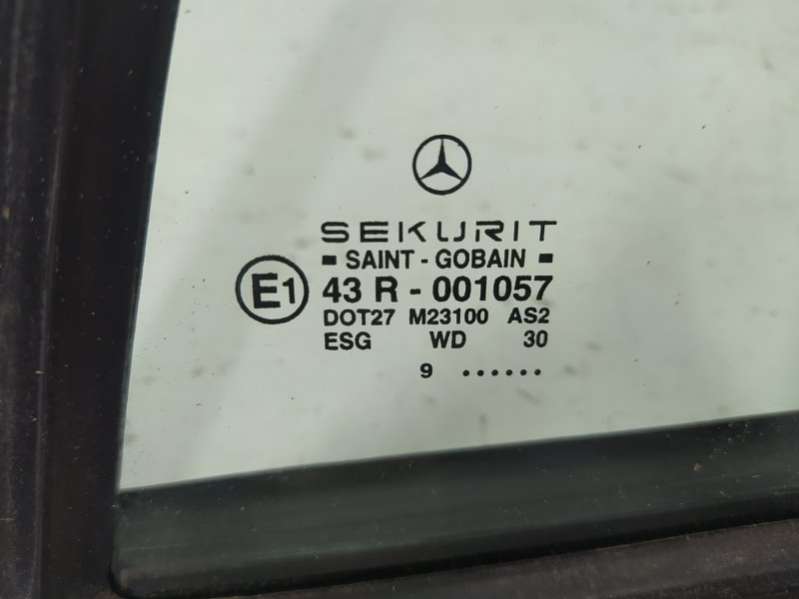 SEKURIT
SAINT - GOBAIN
E1 43 R - 001057
DOT27 M23100 AS2
ESG WD 30
9 ......